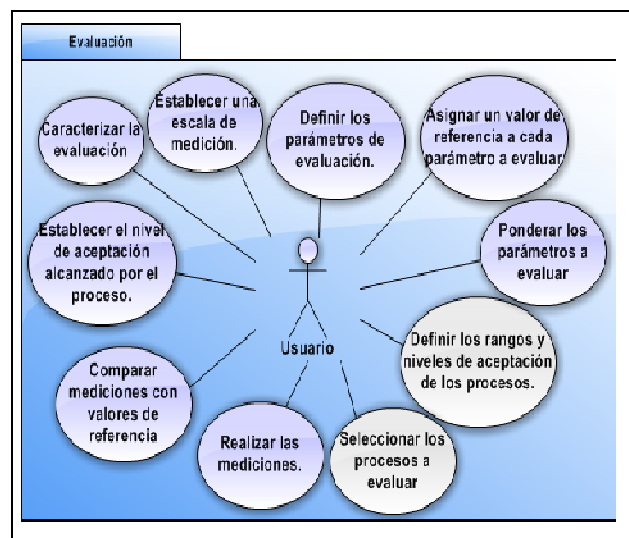 Evaluación
Caracterizar la
evaluación
Establecer una
escala de
medición.
Definir los
parámetros de
evaluación.
Asignar un valor de
referencia a cada
parámetro a evaluar
Ponderar los
parámetros a
evaluar
Definir los rangos y
niveles de aceptación
de los procesos.
Seleccionar los
procesos a
evaluar
Realizar las
mediciones.
Comparar
mediciones con
valores de
referencia
Establecer el nivel
de aceptación
alcanzado por el
proceso.
Usuario